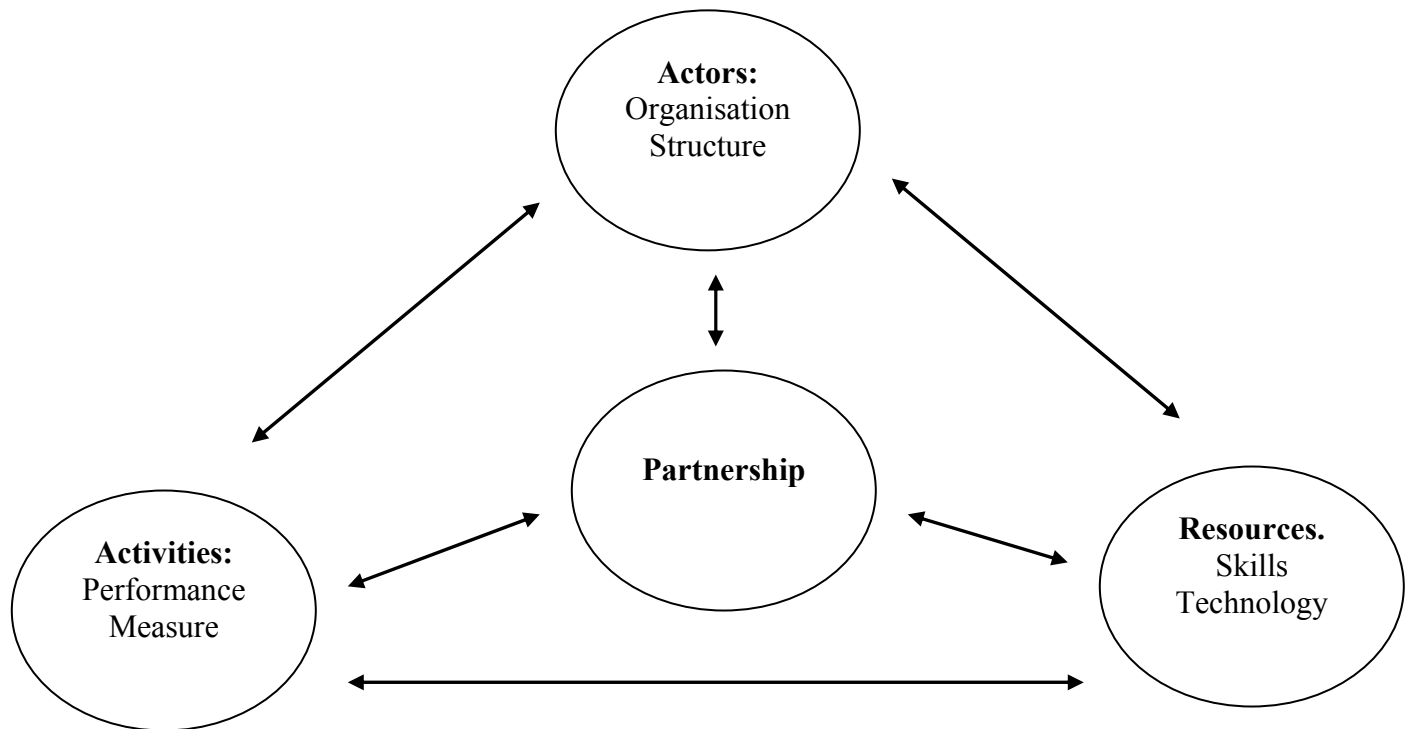 Actors:
Organisation
Structure
Partnership
Activities:
Performance
Measure
Resources.
Skills
Technology